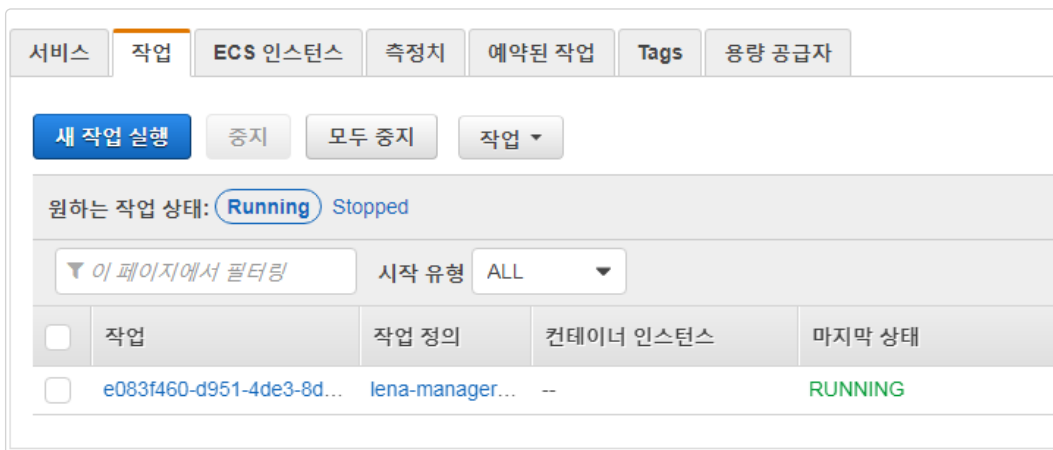 서비스 작업 ECS 인스턴스 측정치 예약된 작업 Tags 용량 공급자
새 작업 실행 중지 모두 중지 작업
원하는 작업 상태: Running Stopped
이 페이지에서 필터링 시작 유형 ALL
작업 작업 정의 컨테이너 인스턴스 마지막 상태
e083f460-d951-4de3-8d... lena-manager... -- RUNNING